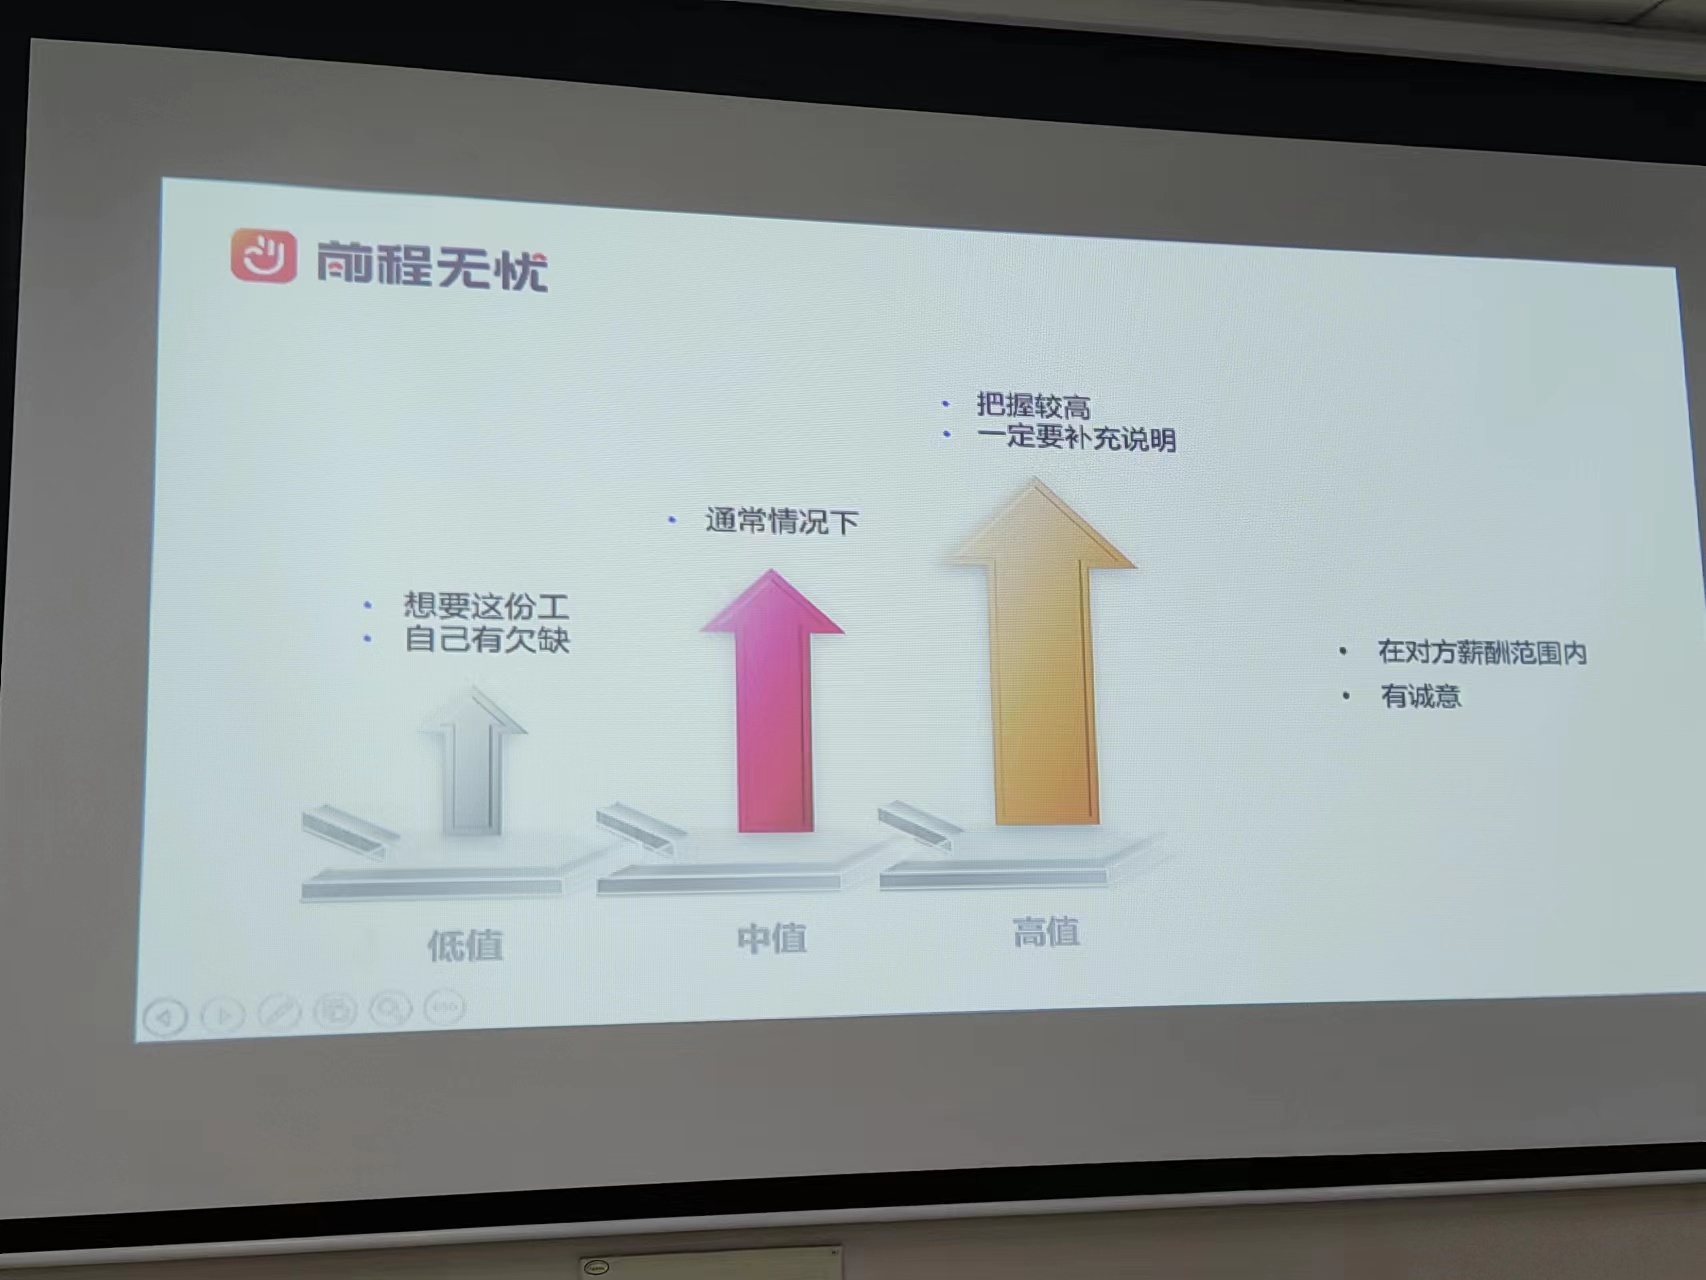 前程无忧
把握较高
一定要补充说明
通常情况下
想要这份工
自己有欠缺
在对方薪酬范围内
有诚意
低值
中值
高值